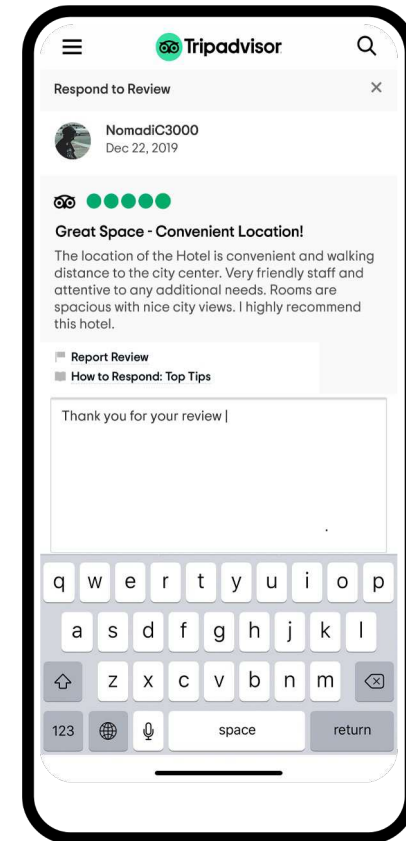 Tripadvisor
Respond to Review
NomadiC3000
Dec 22, 2019
Great Space - Convenient Location!
The location of the Hotel is convenient and walking
distance to the city center. Very friendly staff and
attentive to any additional needs. Rooms are
spacious with nice city views. I highly recommend
this hotel.
Report Review
How to Respond: Top Tips
Thank you for your review
q w e r t y u i o p
a s d f g h j k l
z x c v b n m
123 space return